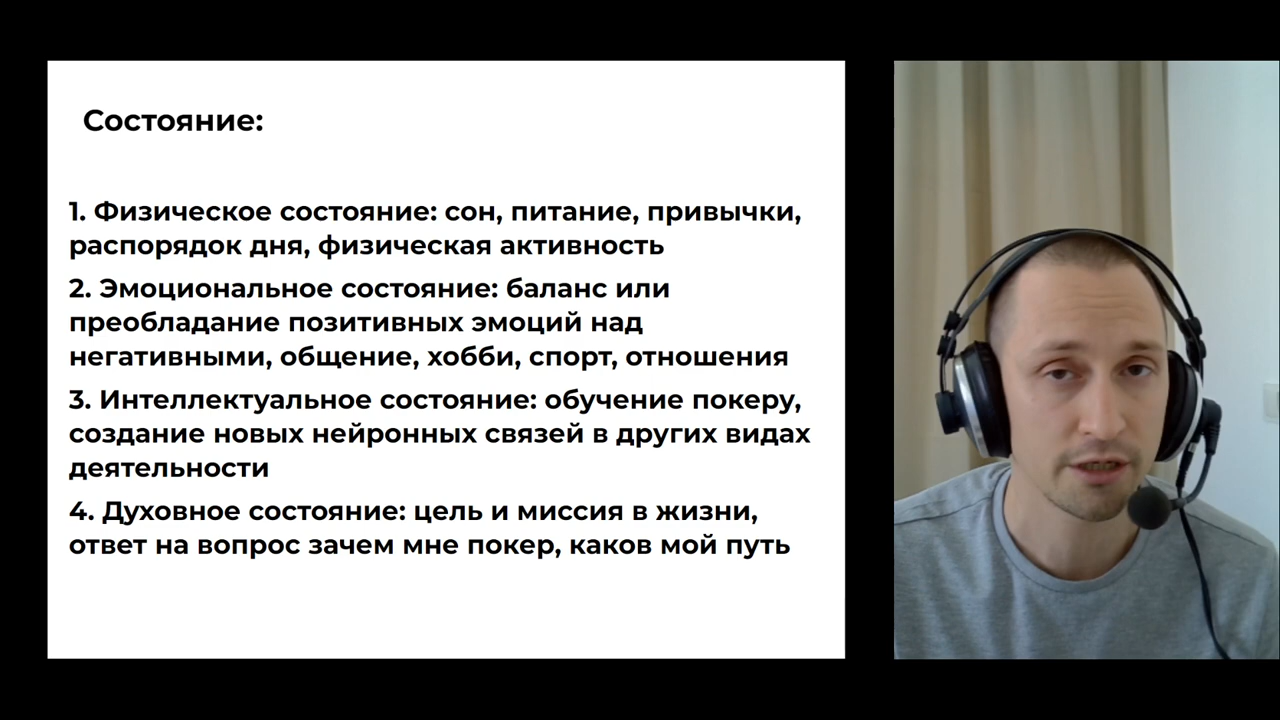 Состояние:
1. Физическое состояние: сон, питание, привычки,
распорядок дня, физическая активность
2. Эмоциональное состояние: баланс или
преобладание позитивных эмоций над
негативными, общение, хобби, спорт, отношения
3. Интеллектуальное состояние: обучение покеру,
создание новых нейронных связей в других видах
деятельности
4. Духовное состояние: цель и миссия в жизни,
ответ на вопрос зачем мне покер, каков мой путь